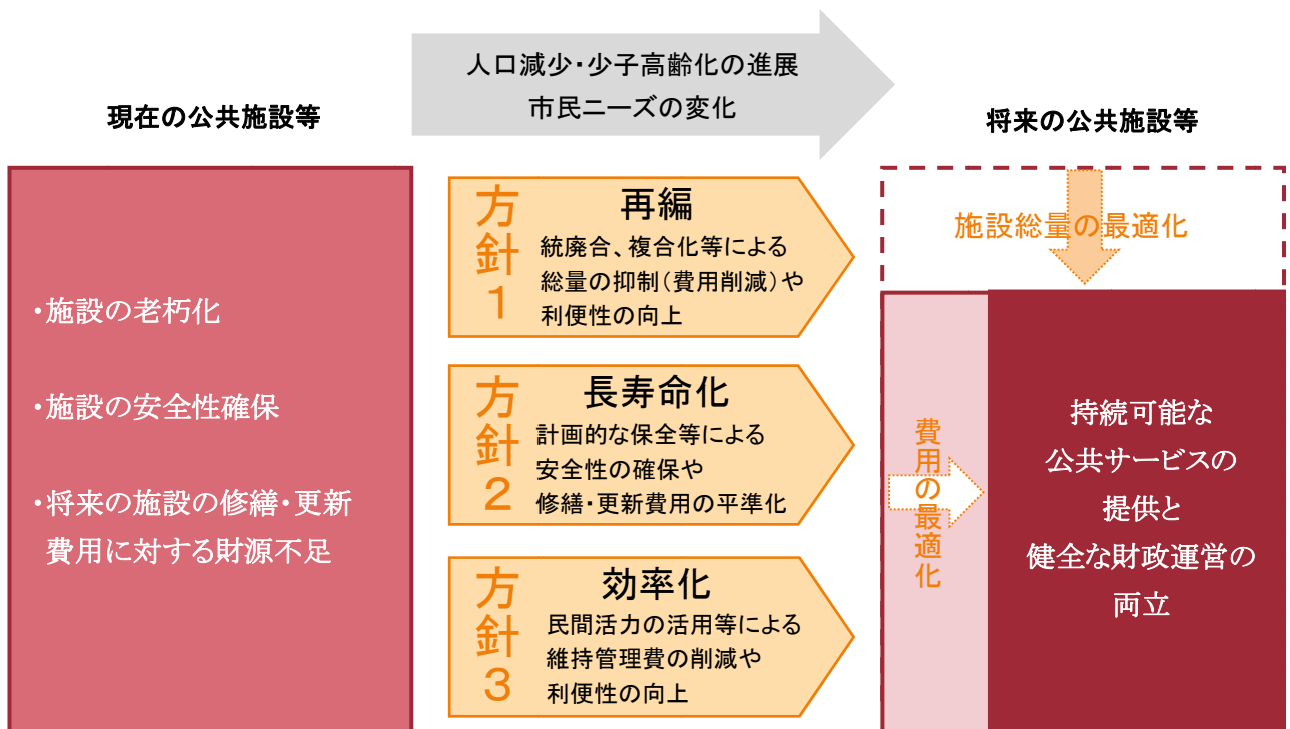 人口減少・少子高齢化の進展
市民ニーズの変化
現在の公共施設等
将来の公共施設等
・施設の老朽化
・施設の安全性確保
・将来の施設の修繕・更新
費用に対する財源不足
方針1
再編
統廃合、複合化等による
総量の抑制(費用削減)や
利便性の向上
方針2
長寿命化
計画的な保全等による
安全性の確保や
修繕・更新費用の平準化
方針3
効率化
民間活力の活用等による
維持管理費の削減や
利便性の向上
施設総量の最適化
費用の最適化
持続可能な
公共サービスの
提供と
健全な財政運営の
両立